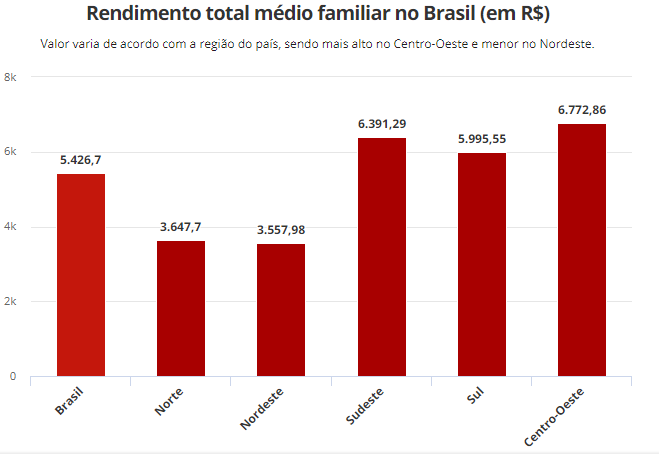 Rendimento total médio familiar no Brasil (em R$)
Valor varia de acordo com a região do país, sendo mais alto no Centro-Oeste e menor no Nordeste.
8k
6.772,86
6.391,29
5.995,55
6k
5.426,7
4k
3.647,7
3.557,98
2k
0
Brasil
Norte
Nordeste
Sudeste
Sul
Centro-Oeste